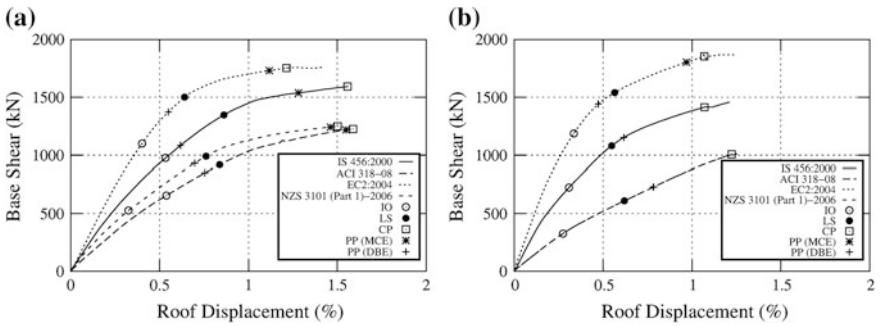 (a)
2000
1500
1000
500
0
0
0.5
1
1.5
2
Base Shear (kN)
Roof Displacement (%)
IS 456:2000
ACI 318-08
EC2:2004
NZS 3101 (Part 1)-2006
IO
LS
CP
PP (MCE)
PP (DBE)
(b)
2000
1500
1000
500
0
0
0.5
1
1.5
2
Base Shear (kN)
Roof Displacement (%)
IS 456:2000
ACI 318-08
EC2:2004
NZS 3101 (Part 1)-2006
IO
LS
CP
PP (MCE)
PP (DBE)